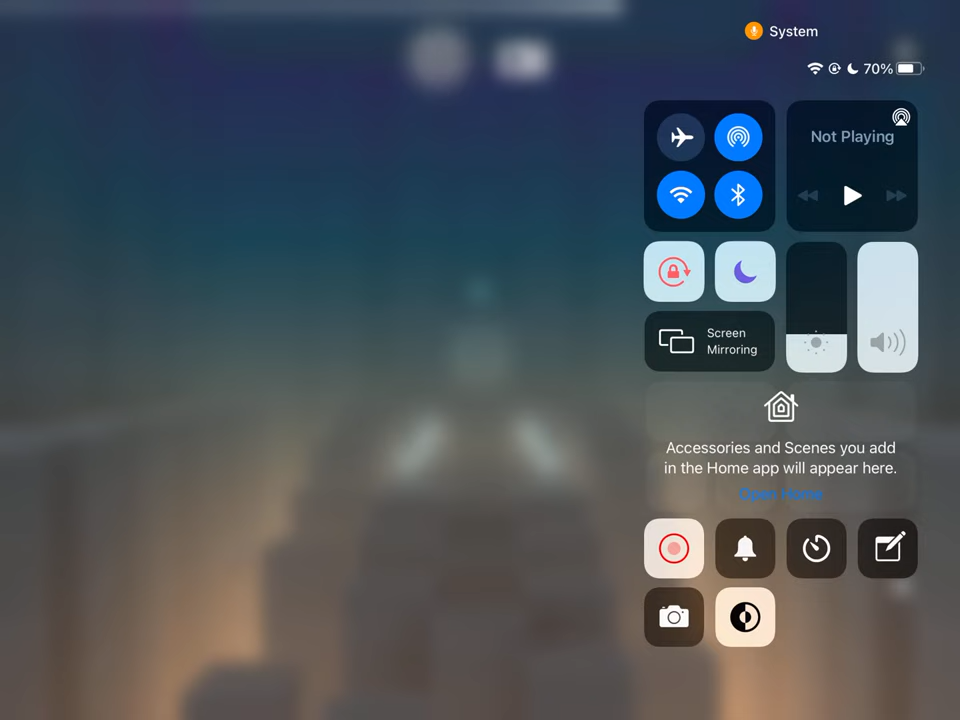 System
70%
Not Playing
Screen
Mirroring
Accessories and Scenes you add
in the Home app will appear here.
Open Home